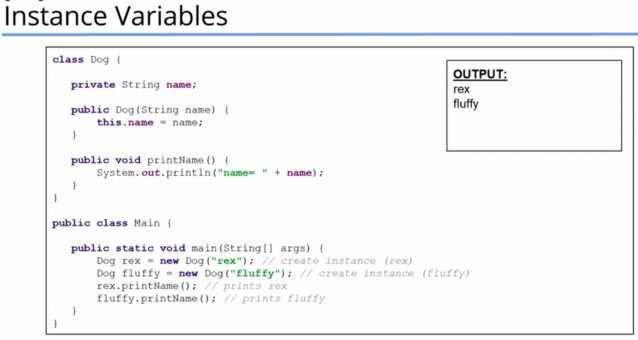 Instance Variables
class Dog {
private String name;
public Dog(String name) {
this.name = name;
}
public void printName() {
System.out.println("name= " + name);
}
}
public class Main {
public static void main(String[] args) {
Dog rex = new Dog("rex"); // create instance (rex)
Dog fluffy = new Dog("fluffy"); // create instance (fluffy)
rex.printName(); // prints rex
fluffy.printName(); // prints fluffy
}
}
OUTPUT:
rex
fluffy